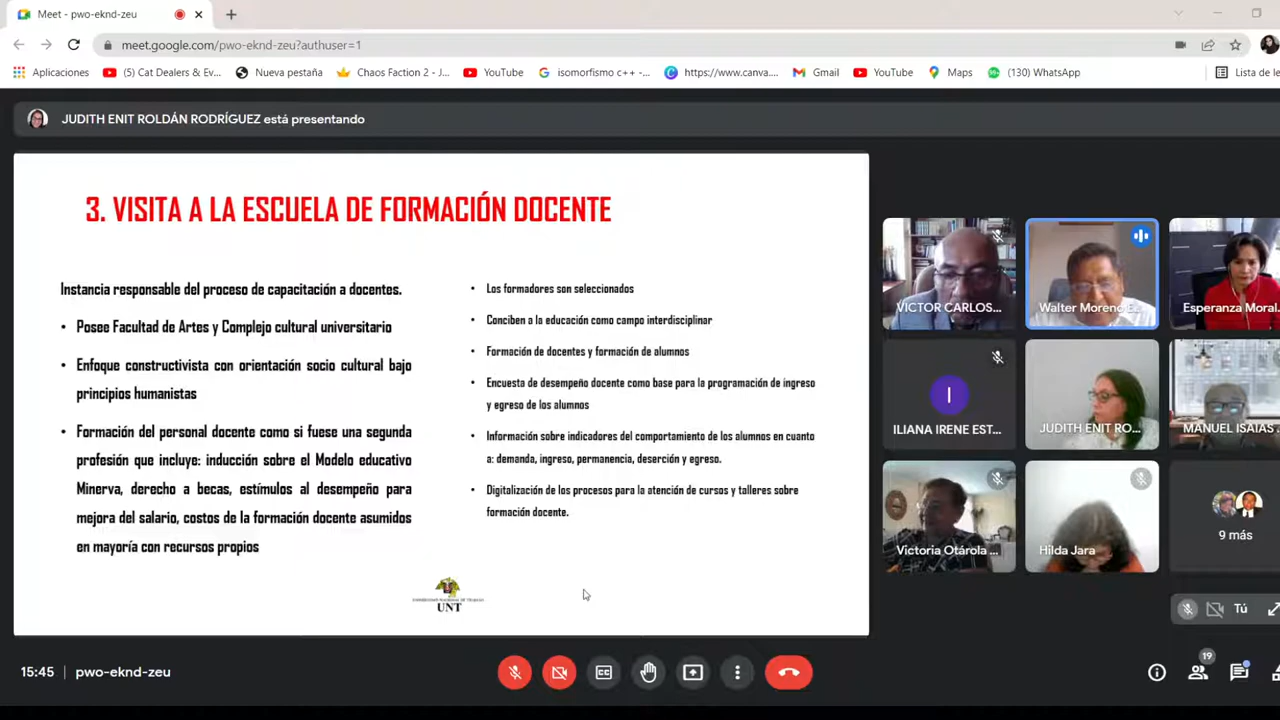 Meet - pwo-eknd-zeu
meet.google.com/pwo-eknd-zeu?authuser=1
Aplicaciones
(5) Cat Dealers & Ev...
Nueva pestaña
Chaos Faction 2 - J...
YouTube
isomorfismo c++ -...
https://www.canva....
Gmail
YouTube
Maps
(130) WhatsApp
Lista de le
JUDITH ENIT ROLDÁN RODRÍGUEZ está presentando
3. VISITA A LA ESCUELA DE FORMACIÓN DOCENTE
Instancia responsable del proceso de capacitación a docentes.
• Posee Facultad de Artes y Complejo cultural universitario
• Enfoque constructivista con orientación socio cultural bajo
principios humanistas
• Formación del personal docente como si fuese una segunda
profesión que incluye: inducción sobre el Modelo educativo
Minerva, derecho a becas, estímulos al desempeño para
mejora del salario, costos de la formación docente asumidos
en mayoría con recursos propios
• Los formadores son seleccionados
• Conciben a la educación como campo interdisciplinar
• Formación de docentes y formación de alumnos
• Encuesta de desempeño docente como base para la programación de ingreso
y egreso de los alumnos
• Información sobre indicadores del comportamiento de los alumnos en cuanto
a: demanda, ingreso, permanencia, deserción y egreso.
• Digitalización de los procesos para la atención de cursos y talleres sobre
formación docente.
UNIVERSIDAD NACIONAL DE TRUJILLO
UNT
VICTOR CARLOS...
Walter Moreno E...
Esperanza Moral...
I
ILIANA IRENE EST...
JUDITH ENIT RO...
MANUEL ISAIAS
Victoria Otárola ...
Hilda Jara
9 más
Tú
15:45 | pwo-eknd-zeu
CC
19